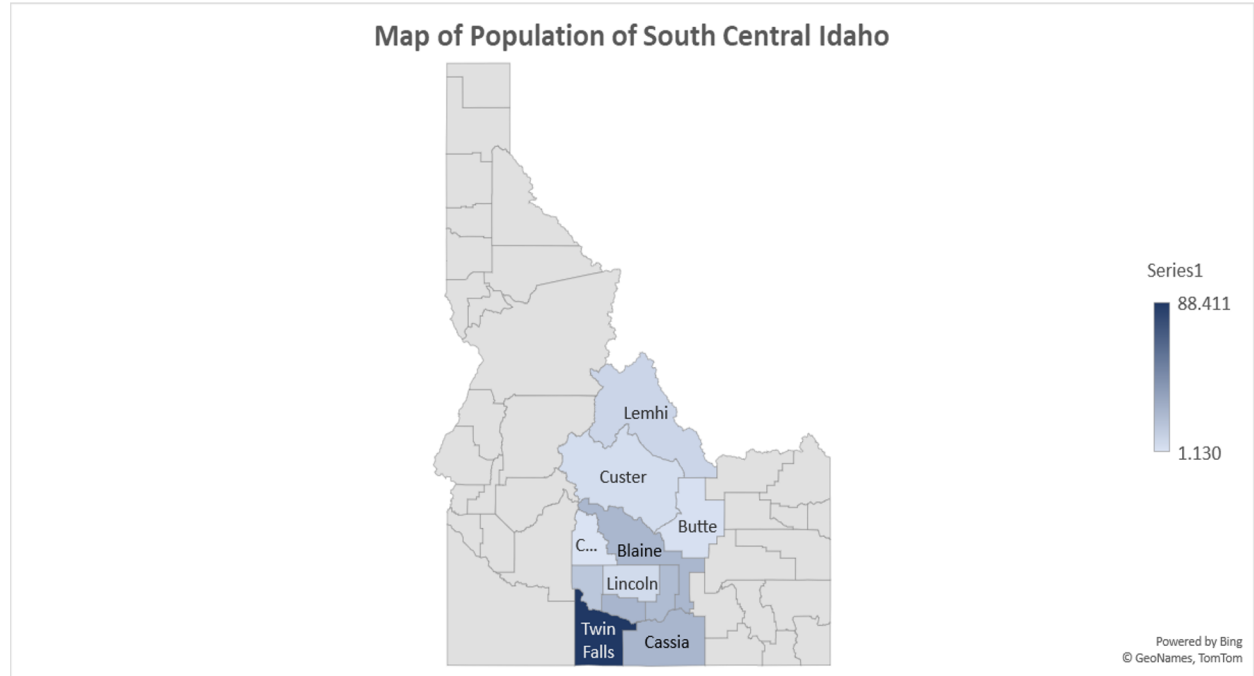 Map of Population of South Central Idaho
Series1
88.411
1.130
Lemhi
Custer
Butte
C...
Blaine
Lincoln
Twin
Falls
Cassia
Powered by Bing
© GeoNames, TomTom